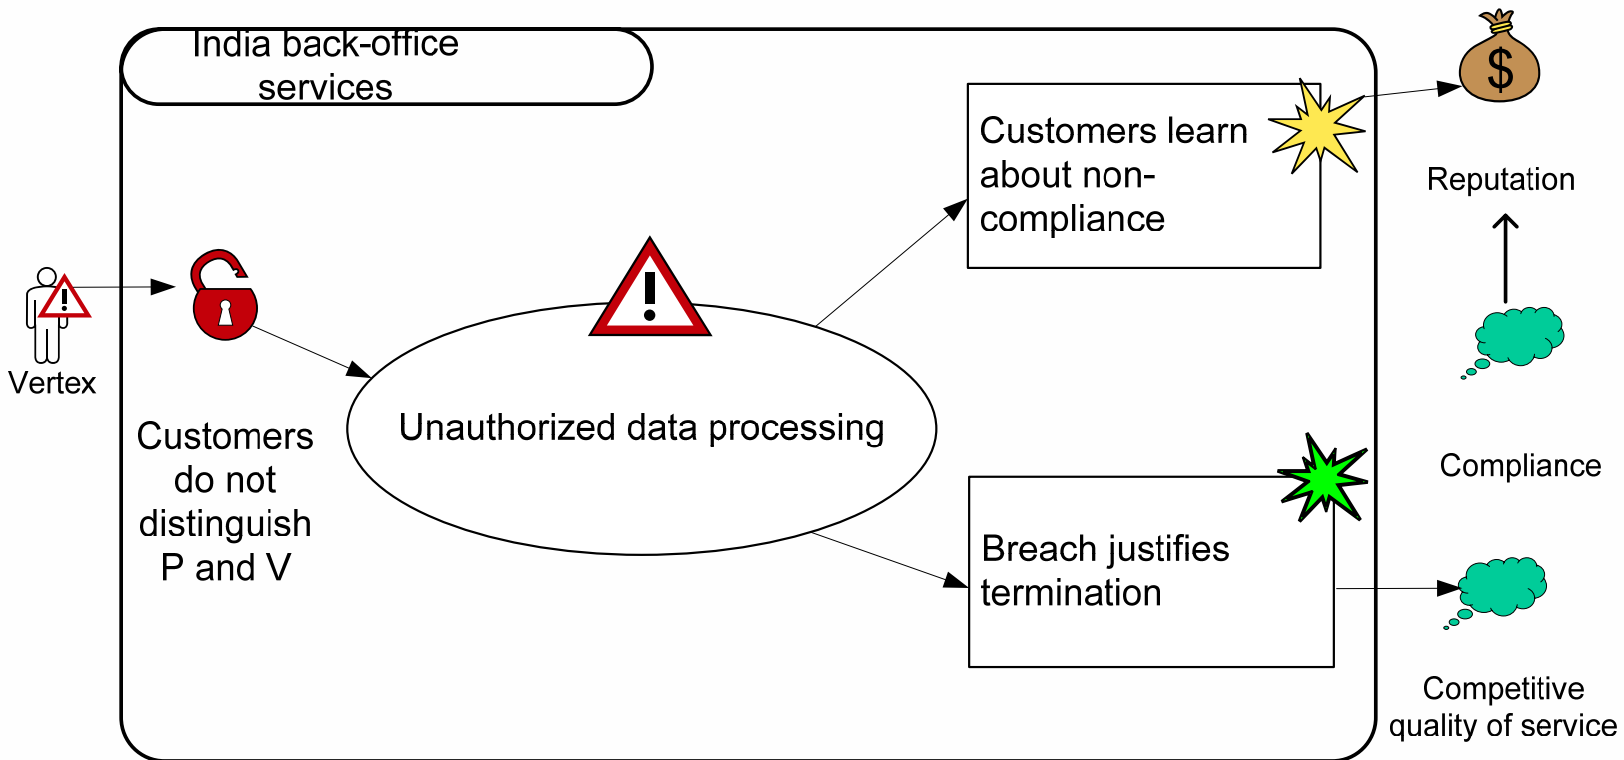 India back-office
services
Vertex
Customers
do not
distinguish
P and V
Unauthorized data processing
Customers learn
about non-
compliance
Breach justifies
termination
$
Reputation
Compliance
Competitive
quality of service